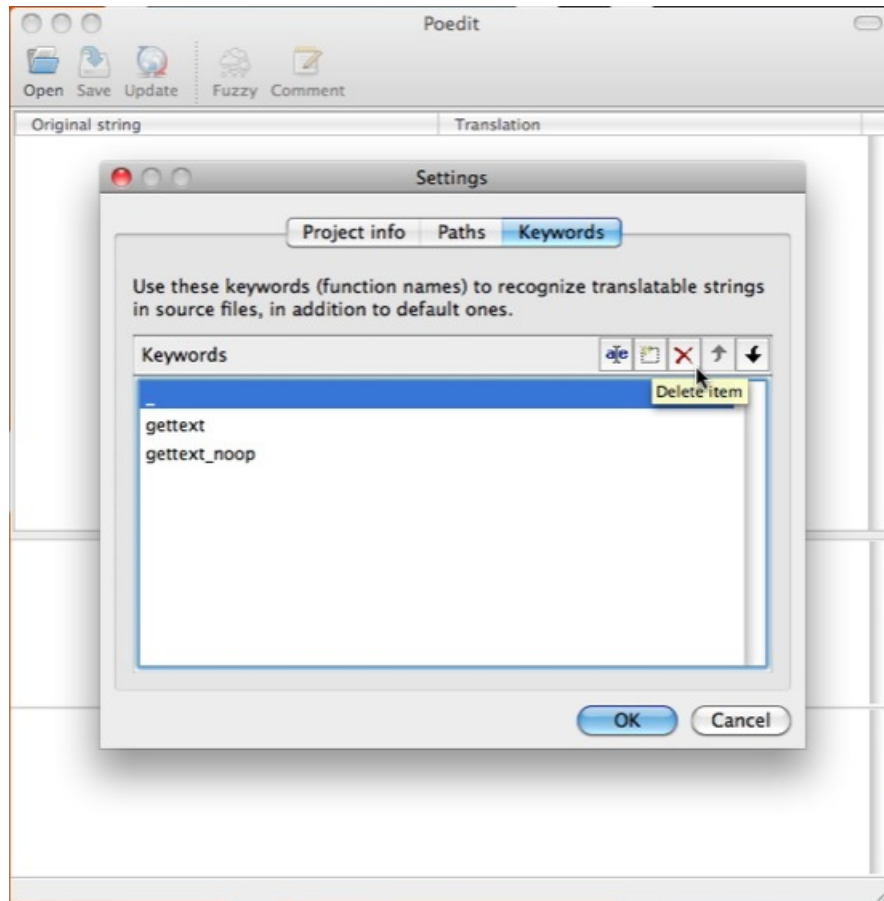 Poedit
Open Save Update Fuzzy Comment
Original string Translation
Settings
Project info Paths Keywords
Use these keywords (function names) to recognize translatable strings
in source files, in addition to default ones.
Keywords
a|e
Delete item
_
gettext
gettext_noop
OK Cancel